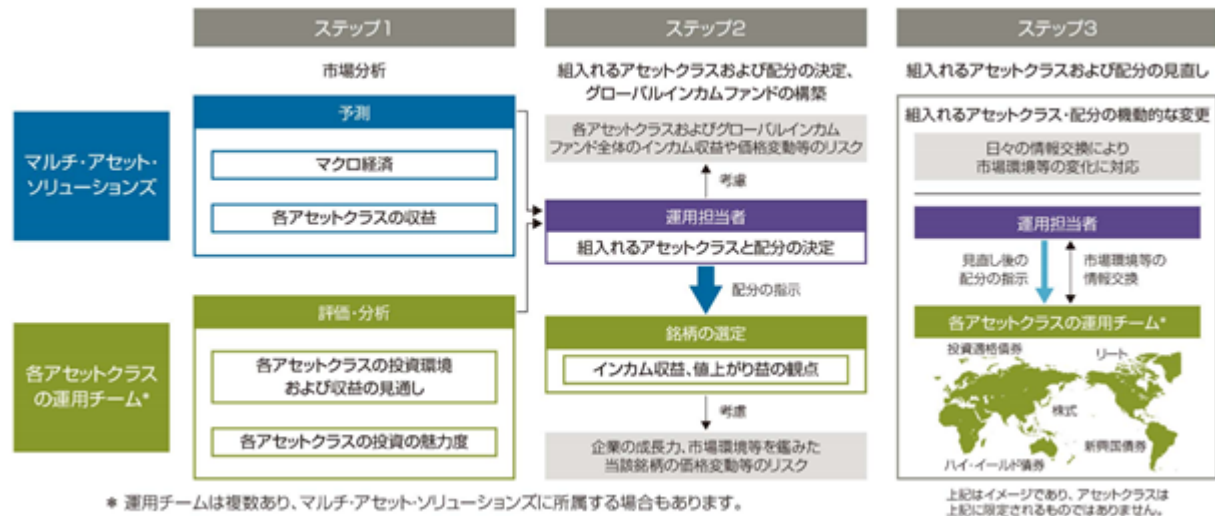 ステップ1
市場分析
マルチ・アセット・
ソリューションズ
予測
マクロ経済
各アセットクラスの収益
各アセットクラス
の運用チーム*
評価・分析
各アセットクラスの投資環境
および収益の見通し
各アセットクラスの投資の魅力度
ステップ2
組入れるアセットクラスおよび配分の決定、
グローバルインカムファンドの構築
各アセットクラスおよびグローバルインカム
ファンド全体のインカム収益や価格変動等のリスク
考慮
運用担当者
組入れるアセットクラスと配分の決定
配分の指示
銘柄の選定
インカム収益、値上がり益の観点
考慮
企業の成長力、市場環境等を鑑みた
当該銘柄の価格変動等のリスク
ステップ3
組入れるアセットクラスおよび配分の見直し
組入れるアセットクラス・配分の機動的な変更
日々の情報交換により
市場環境等の変化に対応
運用担当者
見直し後の
配分の指示
市場環境等の
情報交換
各アセットクラスの運用チーム*
投資適格債券
リート
株式
新興国債券
ハイ・イールド債券
* 運用チームは複数あり、マルチ・アセット・ソリューションズに所属する場合もあります。
上記はイメージであり、アセットクラスは
上記に限定されるものではありません。